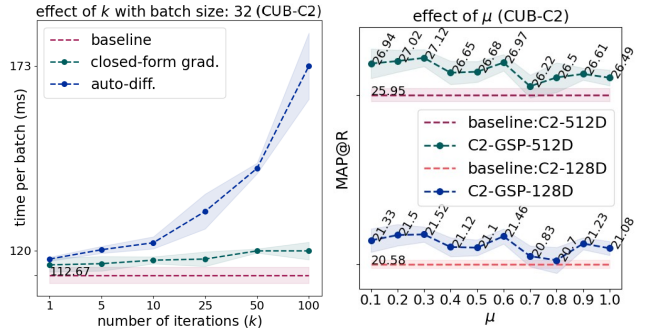 effect of k with batch size: 32 (CUB-C2)
baseline
closed-form grad.
auto-diff.
173
120
112.67
time per batch (ms)
1 5 10 25 50 100
number of iterations (k)
effect of μ (CUB-C2)
26.94 27.02 27.12 26.65 26.68 26.97 26.22 26.5 26.61 26.49
25.95
baseline:C2-512D
C2-GSP-512D
baseline:C2-128D
C2-GSP-128D
MAP@R
21.33 21.5 21.52 21.12 21.1 21.46 20.83 20.7 21.23 21.08
20.58
0.1 0.2 0.3 0.4 0.5 0.6 0.7 0.8 0.9 1.0
μ